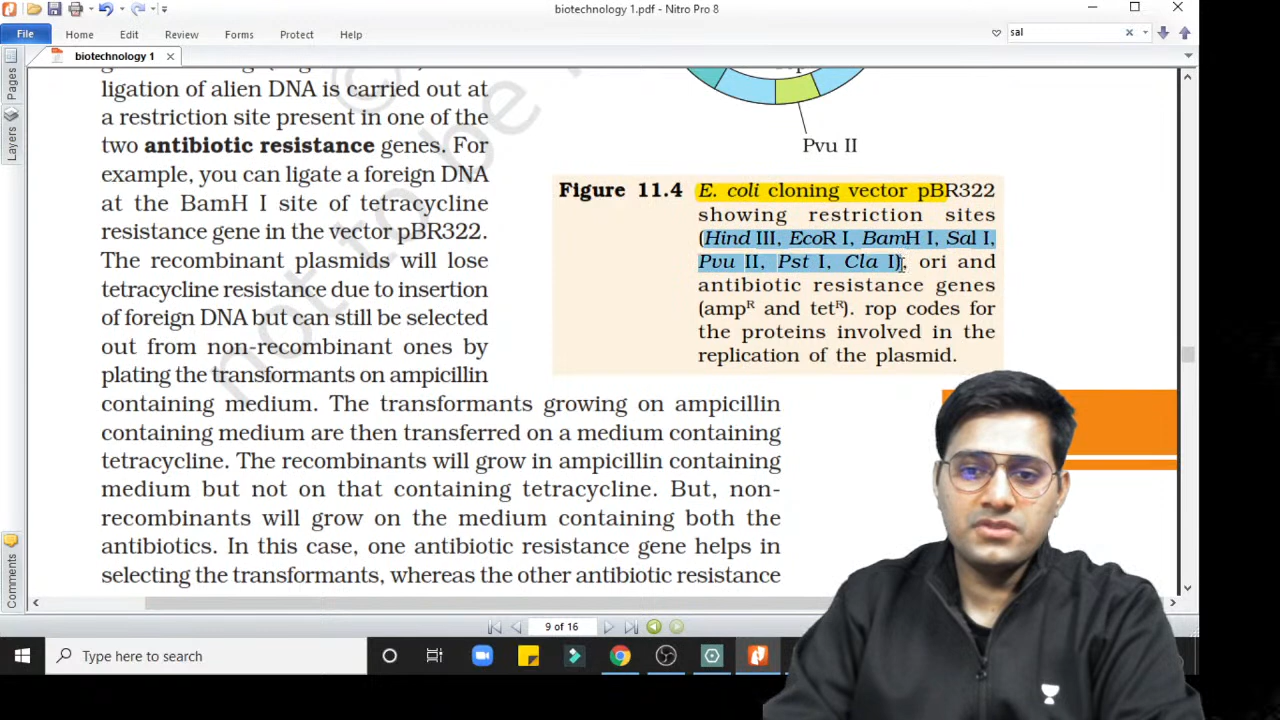 biotechnology 1.pdf - Nitro Pro 8
File Home Edit Review Forms Protect Help
sal
biotechnology 1
Pages
Layers
Comments
ligation of alien DNA is carried out at
a restriction site present in one of the
two antibiotic resistance genes. For
example, you can ligate a foreign DNA
at the BamH I site of tetracycline
resistance gene in the vector pBR322.
The recombinant plasmids will lose
tetracycline resistance due to insertion
of foreign DNA but can still be selected
out from non-recombinant ones by
plating the transformants on ampicillin
containing medium. The transformants growing on ampicillin
containing medium are then transferred on a medium containing
tetracycline. The recombinants will grow in ampicillin containing
medium but not on that containing tetracycline. But, non-
recombinants will grow on the medium containing both the
antibiotics. In this case, one antibiotic resistance gene helps in
selecting the transformants, whereas the other antibiotic resistance
Pvu II
Figure 11.4 E. coli cloning vector pBR322
showing restriction sites
(Hind III, EcoR I, BamH I, Sal I,
Pvu II, Pst I, Cla I), ori and
antibiotic resistance genes
(ampR and tetR). rop codes for
the proteins involved in the
replication of the plasmid.
not to be
©
9 of 16
Type here to search